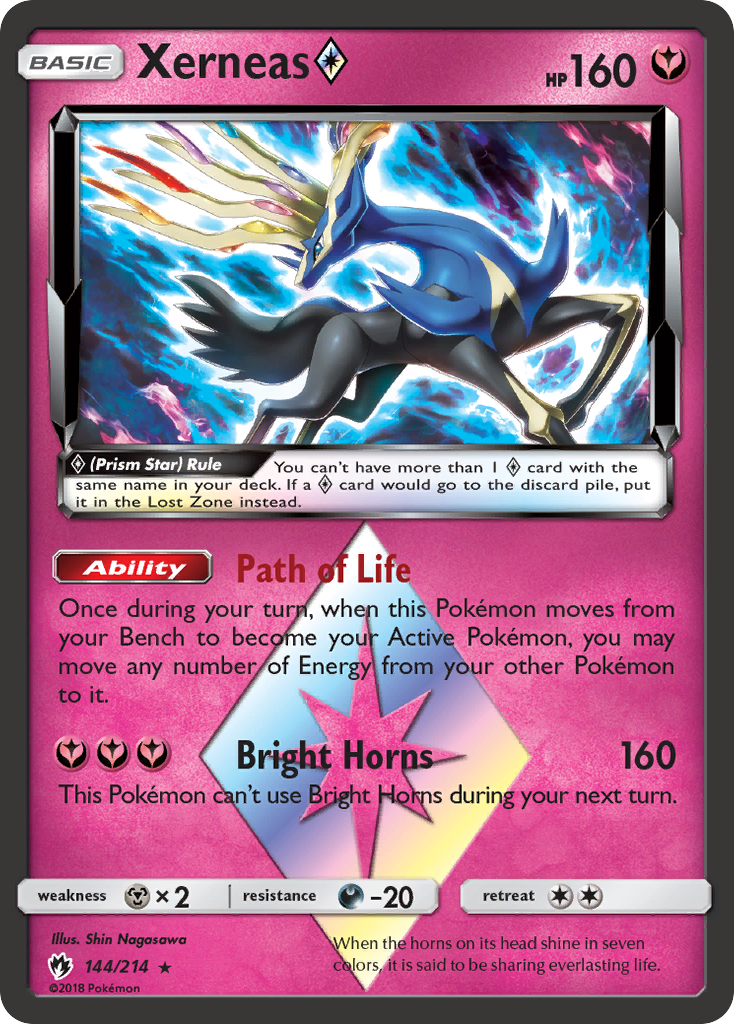 BASIC Xerneas HP 160
(Prism Star) Rule You can't have more than 1 card with the
same name in your deck. If a card would go to the discard pile, put
it in the Lost Zone instead.
Ability Path of Life
Once during your turn, when this Pokémon moves from
your Bench to become your Active Pokémon, you may
move any number of Energy from your other Pokémon
to it.
Bright Horns 160
This Pokémon can't use Bright Horns during your next turn.
weakness ×2 resistance -20 retreat
Illus. Shin Nagasawa
144/214 ★
©2018 Pokémon
When the horns on its head shine in seven
colors, it is said to be sharing everlasting life.